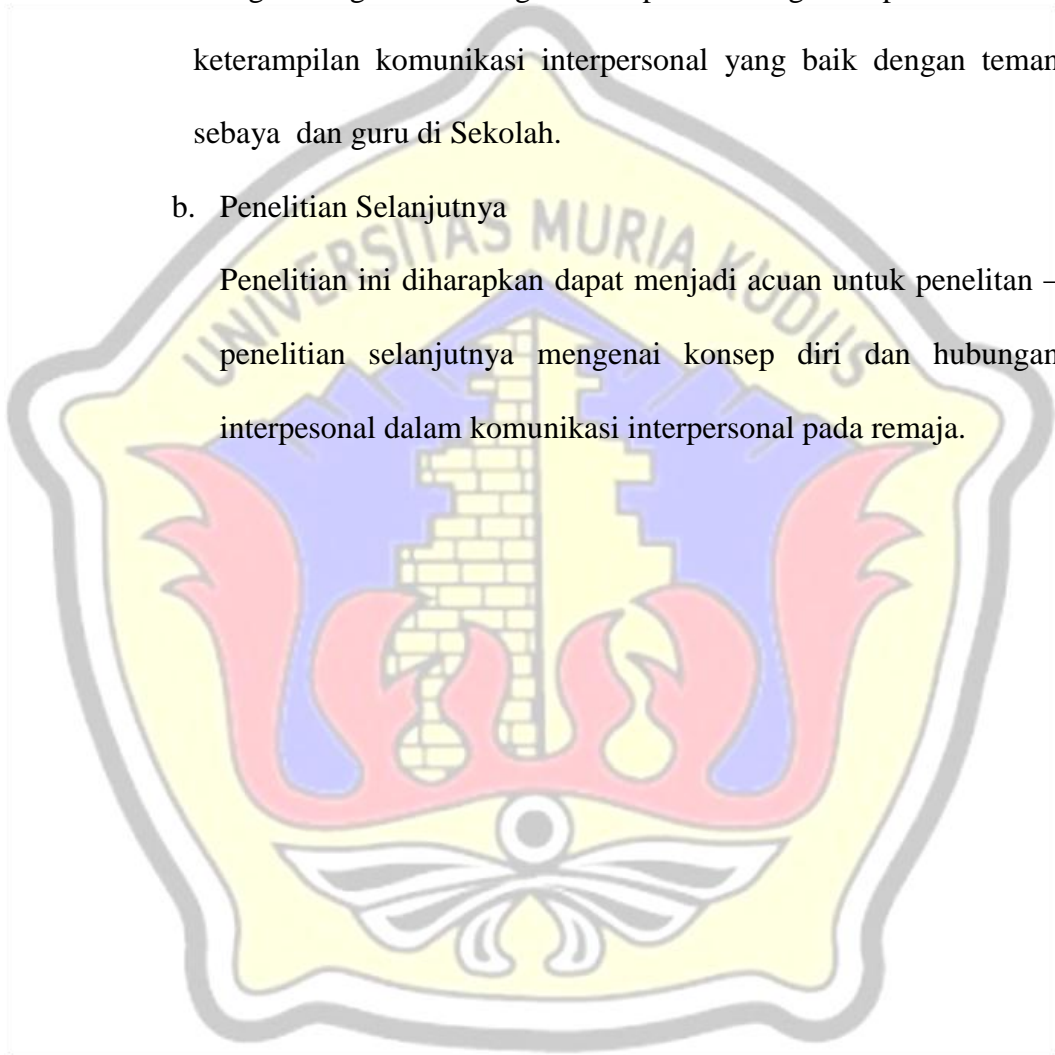 keterampilan komunikasi interpersonal yang baik dengan teman
sebaya dan guru di Sekolah.
b. Penelitian Selanjutnya
UNIVERSITAS MURIA KUDUS
Penelitian ini diharapkan dapat menjadi acuan untuk penelitan –
penelitian selanjutnya mengenai konsep diri dan hubungan
interpesonal dalam komunikasi interpersonal pada remaja.